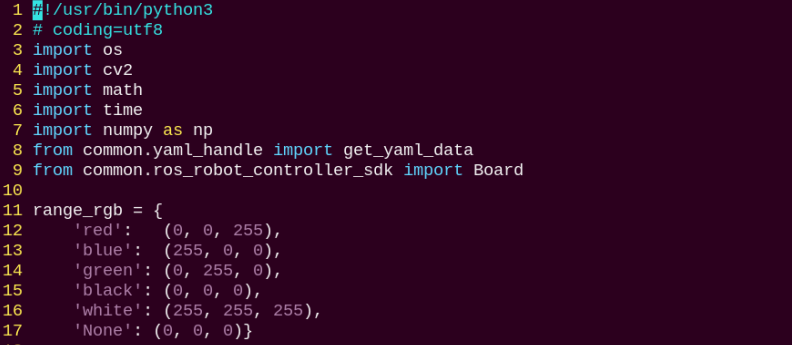 1 #!/usr/bin/python3
2 # coding=utf8
3 import os
4 import cv2
5 import math
6 import time
7 import numpy as np
8 from common.yaml_handle import get_yaml_data
9 from common.ros_robot_controller_sdk import Board
10
11 range_rgb = {
12     'red':   (0, 0, 255),
13     'blue':  (255, 0, 0),
14     'green': (0, 255, 0),
15     'black': (0, 0, 0),
16     'white': (255, 255, 255),
17     'None': (0, 0, 0)}